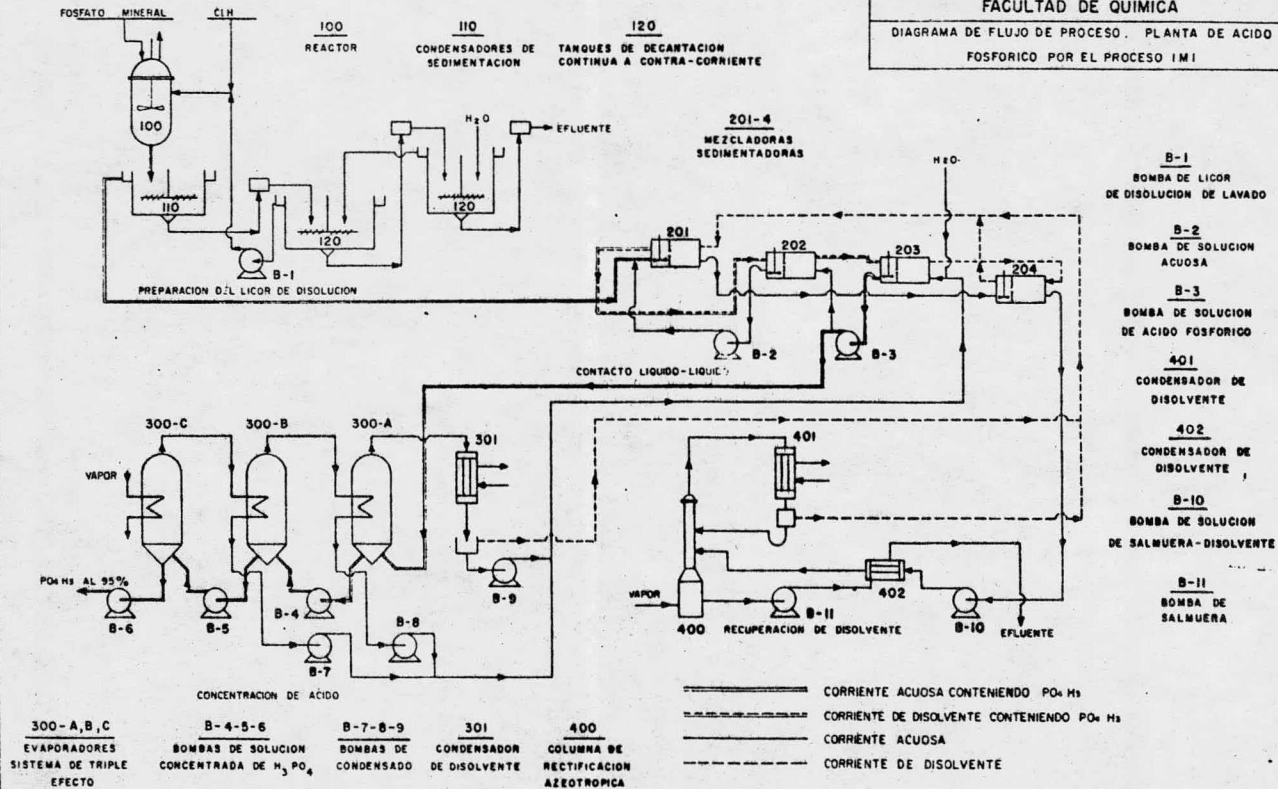 FACULTAD DE QUIMICA
DIAGRAMA DE FLUJO DE PROCESO. PLANTA DE ACIDO
FOSFORICO POR EL PROCESO IMI
FOSFATO MINERAL
CLH
100
REACTOR
110
CONDENSADORES DE
SEDIMENTACION
120
TANQUES DE DECANTACION
CONTINUA A CONTRA-CORRIENTE
100
110
120
H2O
120
EFLUENTE
B-1
PREPARACION DEL LICOR DE DISOLUCION
201-4
MEZCLADORAS
SEDIMENTADORAS
H2O
201
202
203
204
B-2
B-3
CONTACTO LIQUIDO-LIQUIDO
B-1
BOMBA DE LICOR
DE DISOLUCION DE LAVADO
B-2
BOMBA DE SOLUCION
ACUOSA
B-3
BOMBA DE SOLUCION
DE ACIDO FOSFORICO
401
CONDENSADOR DE
DISOLVENTE
402
CONDENSADOR DE
DISOLVENTE
B-10
BOMBA DE SOLUCION
DE SALMUERA-DISOLVENTE
B-11
BOMBA DE
SALMUERA
300-C
300-B
300-A
301
VAPOR
PO4H3 AL 95%
B-6
B-5
B-4
B-7
B-8
B-9
CONCENTRACION DE ACIDO
401
VAPOR
400
B-11
402
B-10
EFLUENTE
RECUPERACION DE DISOLVENTE
CORRIENTE ACUOSA CONTENIENDO PO4 H3
CORRIENTE DE DISOLVENTE CONTENIENDO PO4 H3
CORRIENTE ACUOSA
CORRIENTE DE DISOLVENTE
300-A,B,C
EVAPORADORES
SISTEMA DE TRIPLE
EFECTO
B-4-5-6
BOMBAS DE SOLUCION
CONCENTRADA DE H3PO4
B-7-8-9
BOMBAS DE
CONDENSADO
301
CONDENSADOR
DE DISOLVENTE
400
COLUMNA DE
RECTIFICACION
AZEOTROPICA